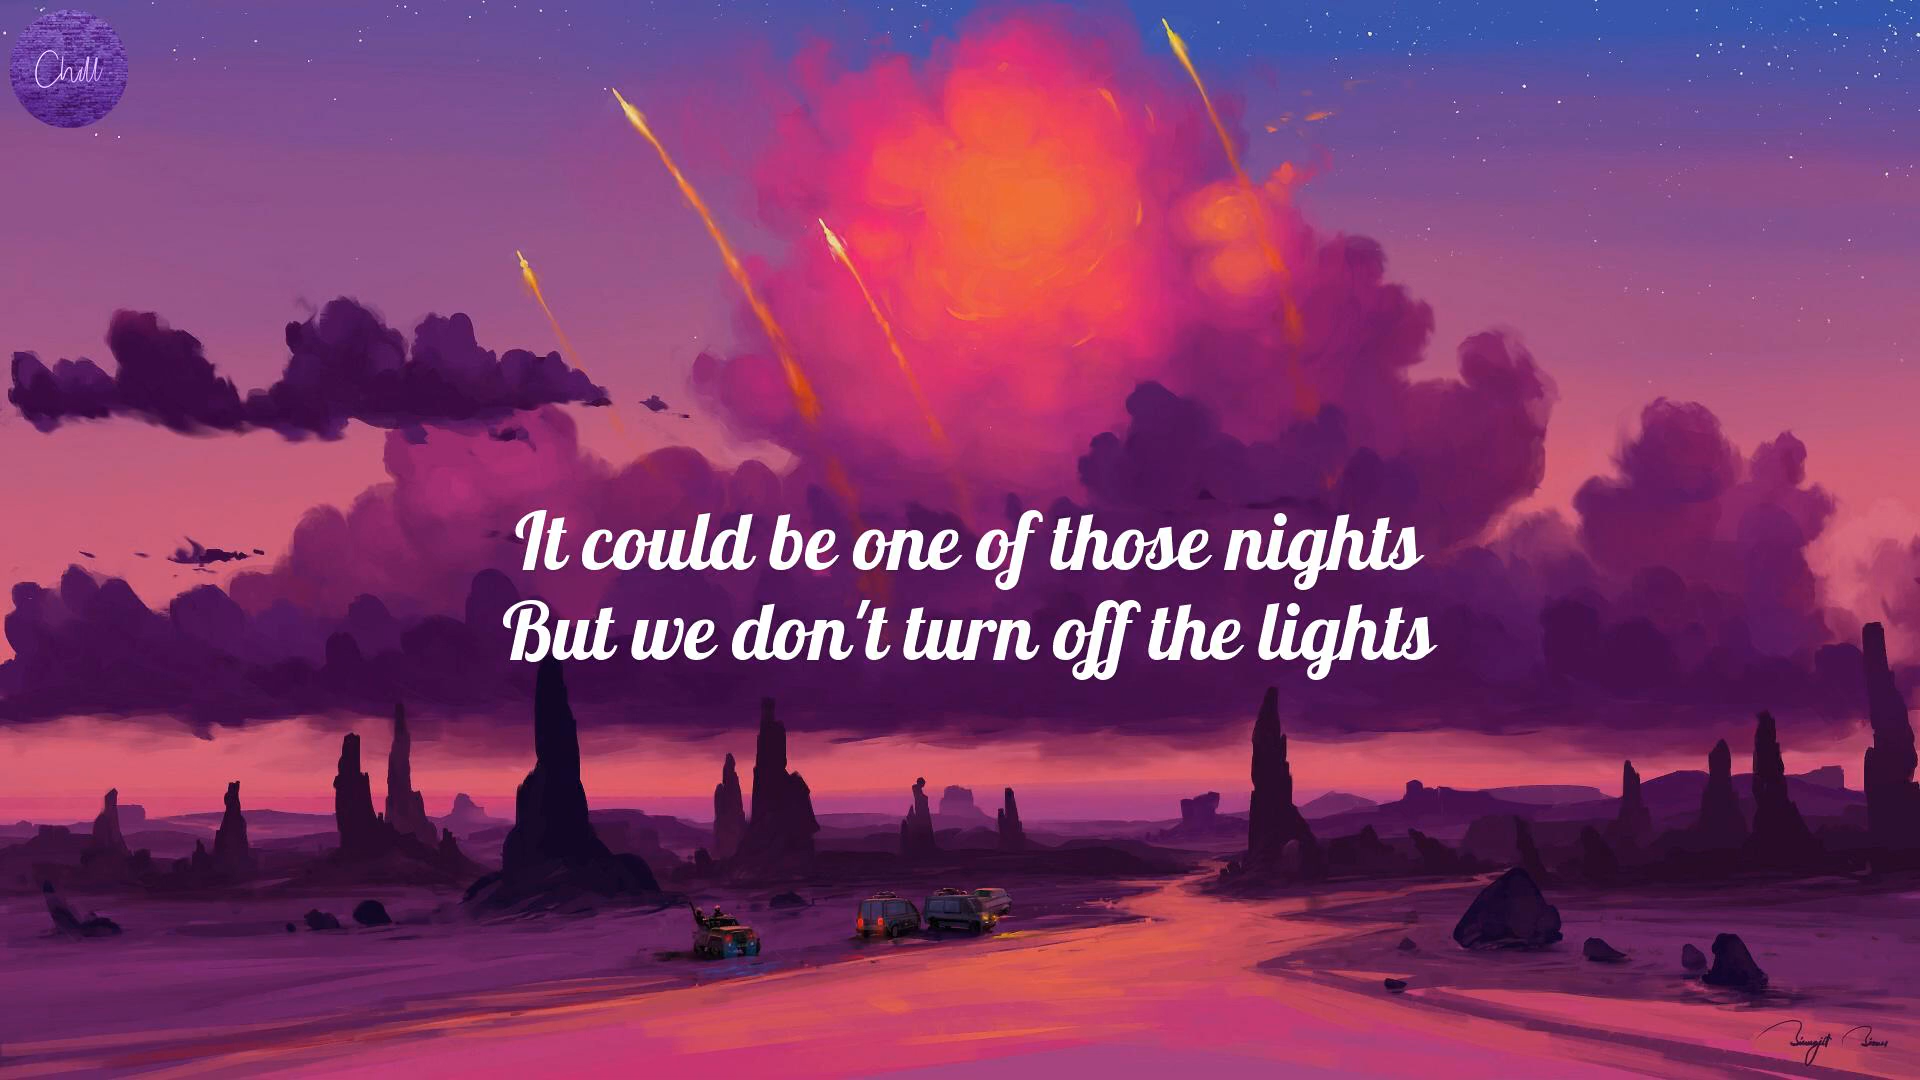 Chill
It could be one of those nights
But we don't turn off the lights